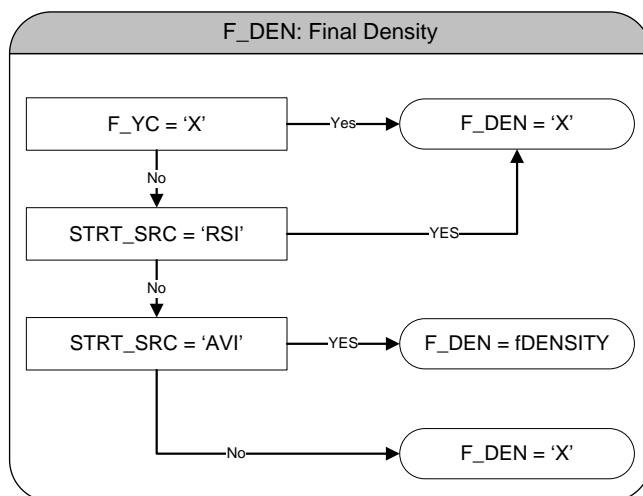 F_DEN: Final Density
F_YC = ‘X’
Yes
F_DEN = ‘X’
No
STRT_SRC = ‘RSI’
YES
No
STRT_SRC = ‘AVI’
YES
F_DEN = fDENSITY
No
F_DEN = ‘X’